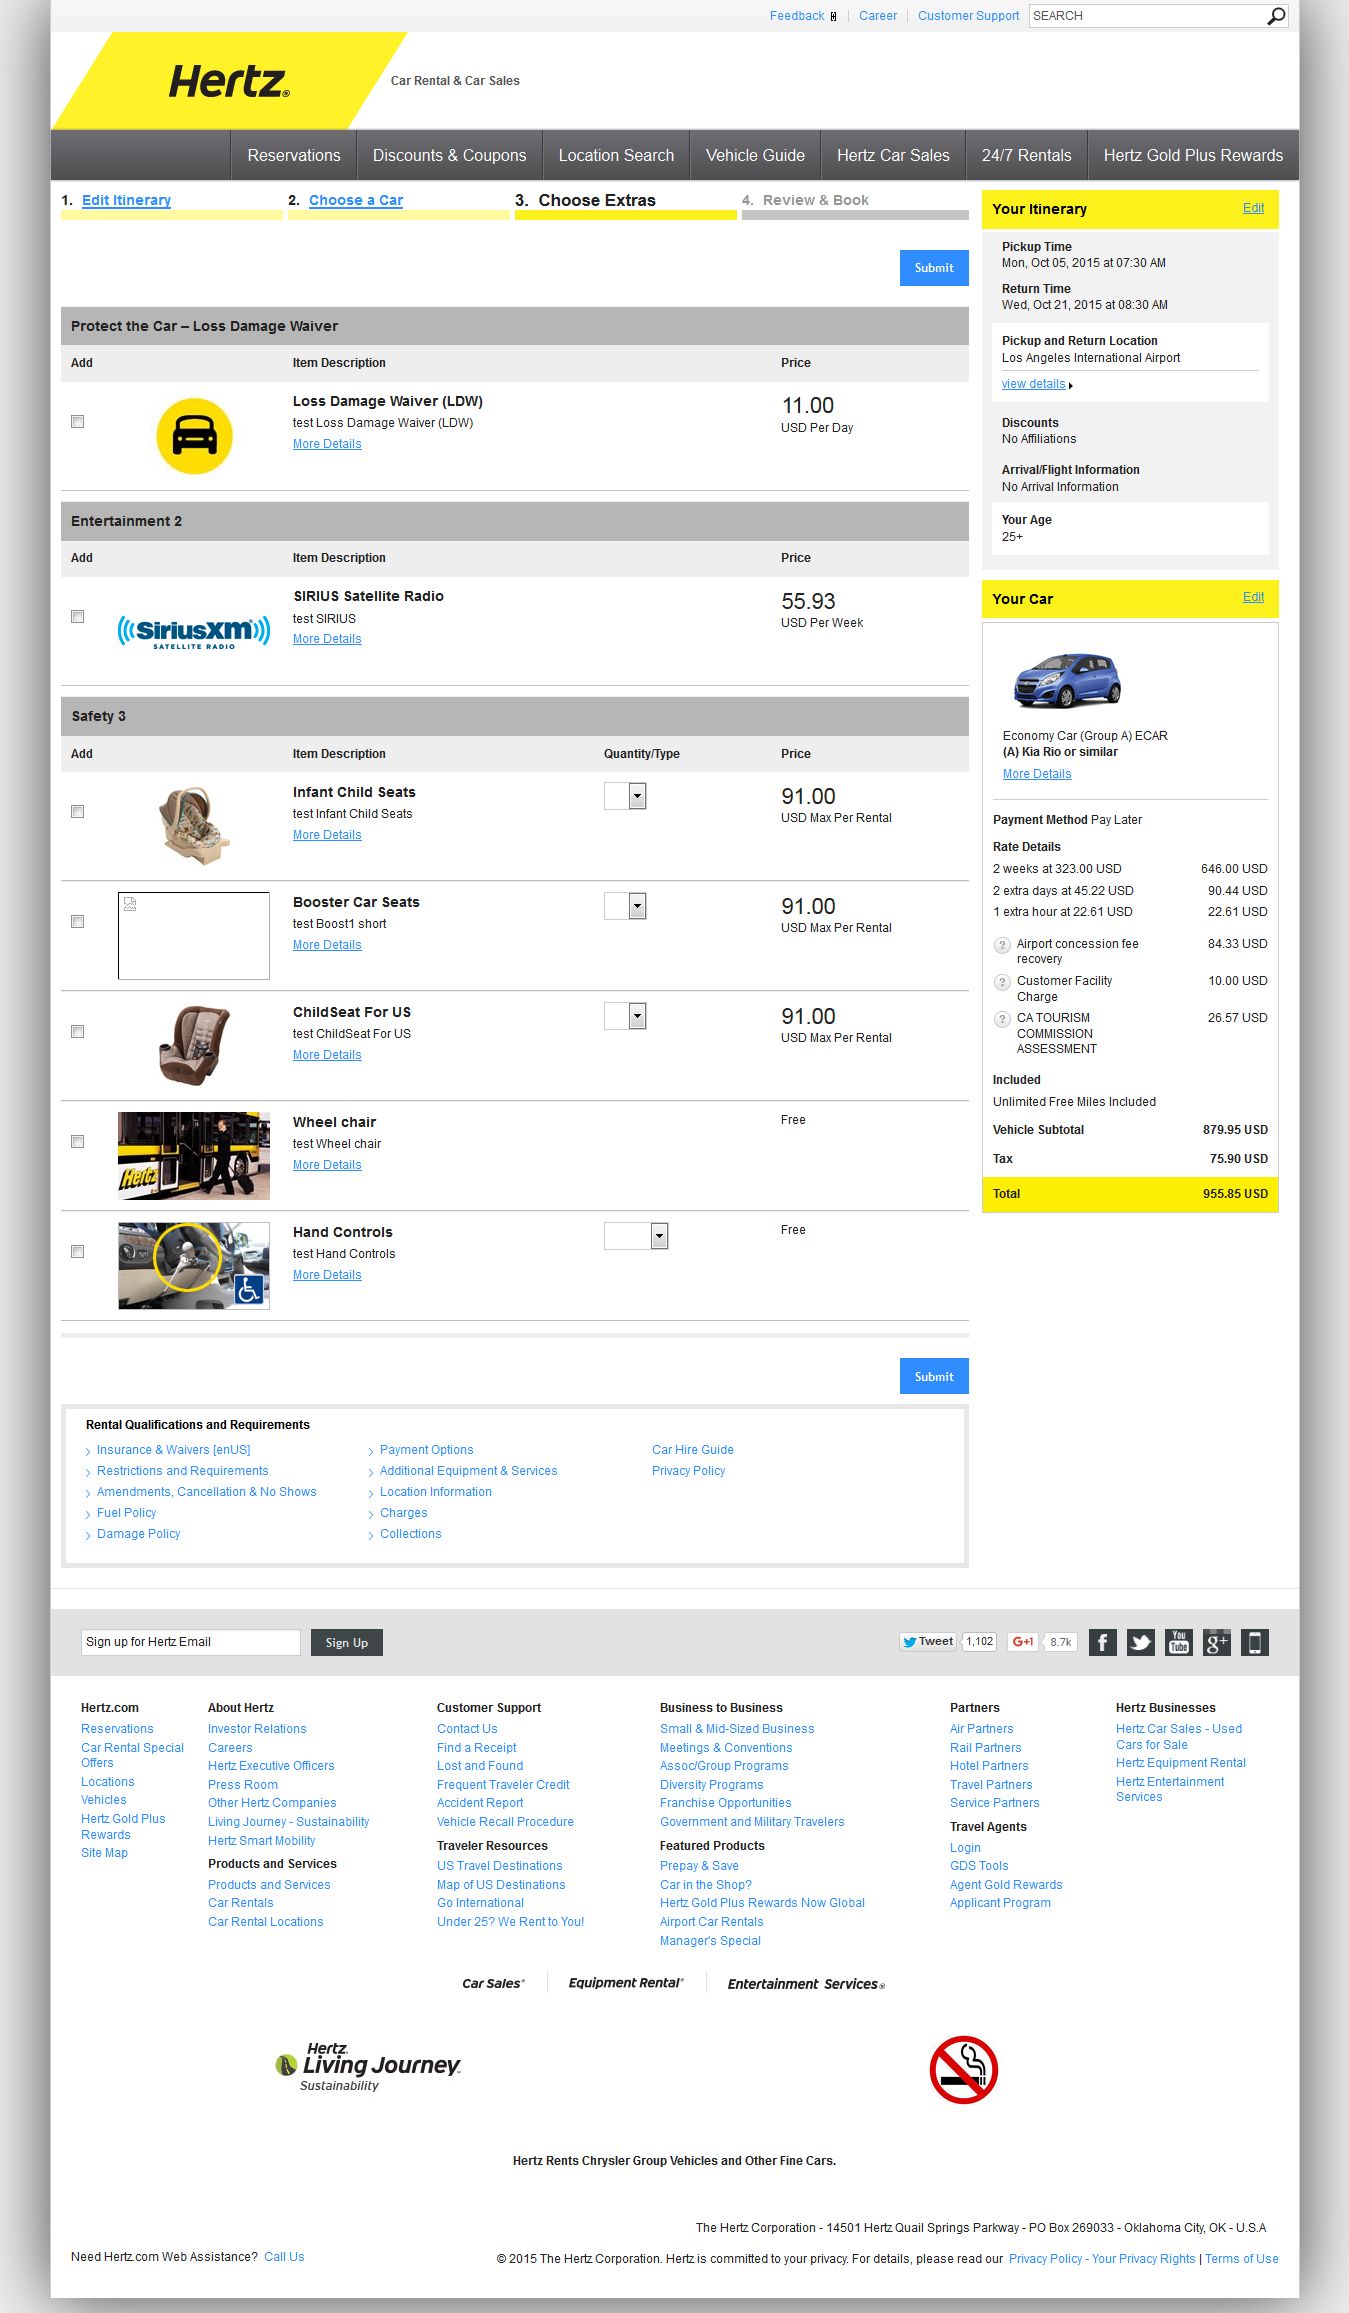 Feedback [+] | Career | Customer Support SEARCH
Hertz®
Car Rental & Car Sales
Reservations Discounts & Coupons Location Search Vehicle Guide Hertz Car Sales 24/7 Rentals Hertz Gold Plus Rewards
1. Edit Itinerary 2. Choose a Car 3. Choose Extras 4. Review & Book
Submit
Protect the Car – Loss Damage Waiver
Add Item Description Price
Loss Damage Waiver (LDW) 11.00
test Loss Damage Waiver (LDW) USD Per Day
More Details
Entertainment 2
Add Item Description Price
SIRIUS Satellite Radio 55.93
test SIRIUS USD Per Week
More Details
SiriusXM
SATELLITE RADIO
Safety 3
Add Item Description Quantity/Type Price
Infant Child Seats 91.00
test Infant Child Seats USD Max Per Rental
More Details
Booster Car Seats 91.00
test Boost1 short USD Max Per Rental
More Details
ChildSeat For US 91.00
test ChildSeat For US USD Max Per Rental
More Details
Wheel chair Free
test Wheel chair
More Details
Hertz
Hand Controls Free
test Hand Controls
More Details
Submit
Your Itinerary Edit
Pickup Time
Mon, Oct 05, 2015 at 07:30 AM
Return Time
Wed, Oct 21, 2015 at 08:30 AM
Pickup and Return Location
Los Angeles International Airport
view details
Discounts
No Affiliations
Arrival/Flight Information
No Arrival Information
Your Age
25+
Your Car Edit
Economy Car (Group A) ECAR
(A) Kia Rio or similar
More Details
Payment Method Pay Later
Rate Details
2 weeks at 323.00 USD 646.00 USD
2 extra days at 45.22 USD 90.44 USD
1 extra hour at 22.61 USD 22.61 USD
? Airport concession fee 84.33 USD
recovery
? Customer Facility 10.00 USD
Charge
? CA TOURISM 26.57 USD
COMMISSION
ASSESSMENT
Included
Unlimited Free Miles Included
Vehicle Subtotal 879.95 USD
Tax 75.90 USD
Total 955.85 USD
Rental Qualifications and Requirements
Insurance & Waivers [enUS] Payment Options Car Hire Guide
Restrictions and Requirements Additional Equipment & Services Privacy Policy
Amendments, Cancellation & No Shows Location Information
Fuel Policy Charges
Damage Policy Collections
Sign up for Hertz Email Sign Up Tweet 1,102 G+1 8.7k f You Tube g+
Hertz.com
Reservations
Car Rental Special
Offers
Locations
Vehicles
Hertz Gold Plus
Rewards
Site Map
About Hertz
Investor Relations
Careers
Hertz Executive Officers
Press Room
Other Hertz Companies
Living Journey - Sustainability
Hertz Smart Mobility
Products and Services
Products and Services
Car Rentals
Car Rental Locations
Customer Support
Contact Us
Find a Receipt
Lost and Found
Frequent Traveler Credit
Accident Report
Vehicle Recall Procedure
Traveler Resources
US Travel Destinations
Map of US Destinations
Go International
Under 25? We Rent to You!
Business to Business
Small & Mid-Sized Business
Meetings & Conventions
Assoc/Group Programs
Diversity Programs
Franchise Opportunities
Government and Military Travelers
Featured Products
Prepay & Save
Car in the Shop?
Hertz Gold Plus Rewards Now Global
Airport Car Rentals
Manager's Special
Partners
Air Partners
Rail Partners
Hotel Partners
Travel Partners
Service Partners
Travel Agents
Login
GDS Tools
Agent Gold Rewards
Applicant Program
Hertz Businesses
Hertz Car Sales - Used
Cars for Sale
Hertz Equipment Rental
Hertz Entertainment
Services
Car Sales® Equipment Rental® Entertainment Services®
Hertz.
Living Journey™
Sustainability
Hertz Rents Chrysler Group Vehicles and Other Fine Cars.
The Hertz Corporation - 14501 Hertz Quail Springs Parkway - PO Box 269033 - Oklahoma City, OK - U.S.A
Need Hertz.com Web Assistance? Call Us © 2015 The Hertz Corporation. Hertz is committed to your privacy. For details, please read our Privacy Policy - Your Privacy Rights | Terms of Use